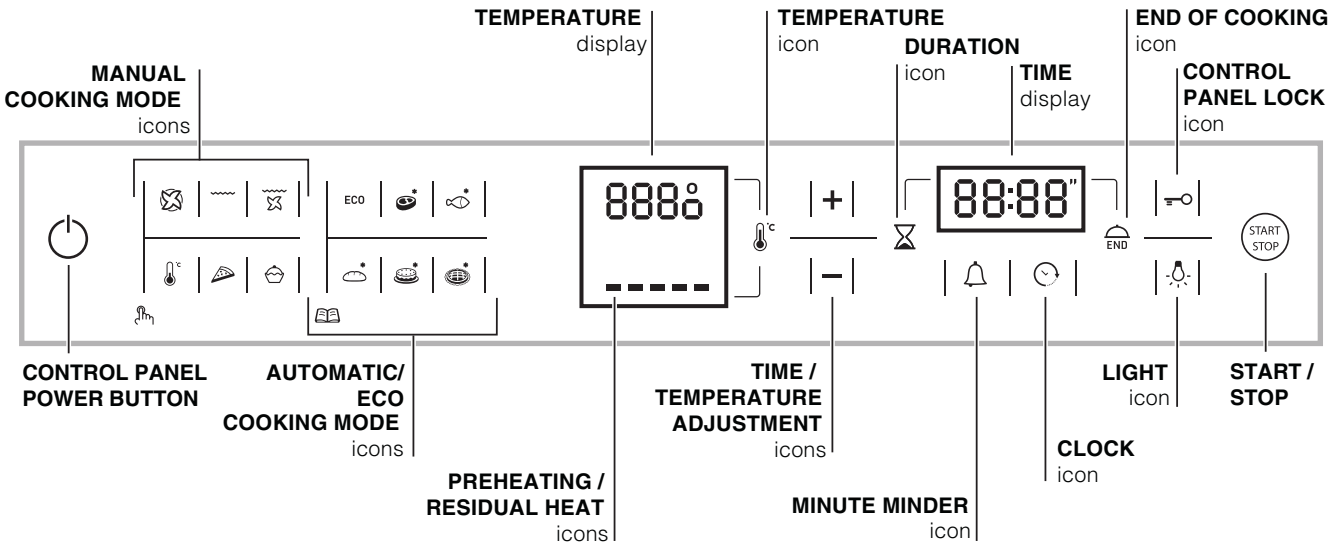 TEMPERATURE
display
TEMPERATURE
icon
DURATION
icon
TIME
display
END OF COOKING
icon
CONTROL
PANEL LOCK
icon
MANUAL
COOKING MODE
icons
ECO
888°
°C
88:88"
END
START
STOP
°C
CONTROL PANEL
POWER BUTTON
AUTOMATIC/
ECO
COOKING MODE
icons
PREHEATING /
RESIDUAL HEAT
icons
TIME /
TEMPERATURE
ADJUSTMENT
icons
MINUTE MINDER
icon
CLOCK
icon
LIGHT
icon
START /
STOP